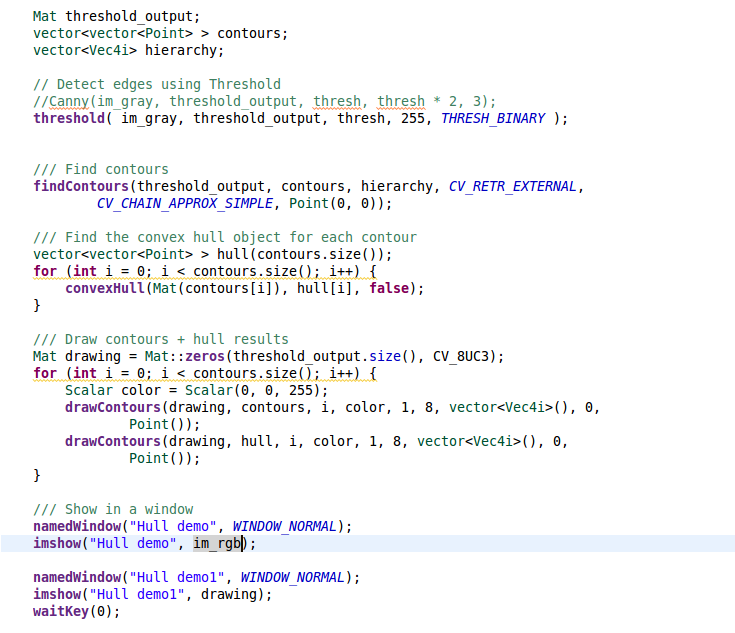 Mat threshold_output;
vector<vector<Point> > contours;
vector<Vec4i> hierarchy;
// Detect edges using Threshold
//Canny(im_gray, threshold_output, thresh, thresh * 2, 3);
threshold( im_gray, threshold_output, thresh, 255, THRESH_BINARY );
/// Find contours
findContours(threshold_output, contours, hierarchy, CV_RETR_EXTERNAL,
CV_CHAIN_APPROX_SIMPLE, Point(0, 0));
/// Find the convex hull object for each contour
vector<vector<Point> > hull(contours.size());
for (int i = 0; i < contours.size(); i++) {
convexHull(Mat(contours[i]), hull[i], false);
}
/// Draw contours + hull results
Mat drawing = Mat::zeros(threshold_output.size(), CV_8UC3);
for (int i = 0; i < contours.size(); i++) {
Scalar color = Scalar(0, 0, 255);
drawContours(drawing, contours, i, color, 1, 8, vector<Vec4i>(), 0,
Point());
drawContours(drawing, hull, i, color, 1, 8, vector<Vec4i>(), 0,
Point());
}
/// Show in a window
namedWindow("Hull demo", WINDOW_NORMAL);
imshow("Hull demo", im_rgb);
namedWindow("Hull demo1", WINDOW_NORMAL);
imshow("Hull demo1", drawing);
waitKey(0);